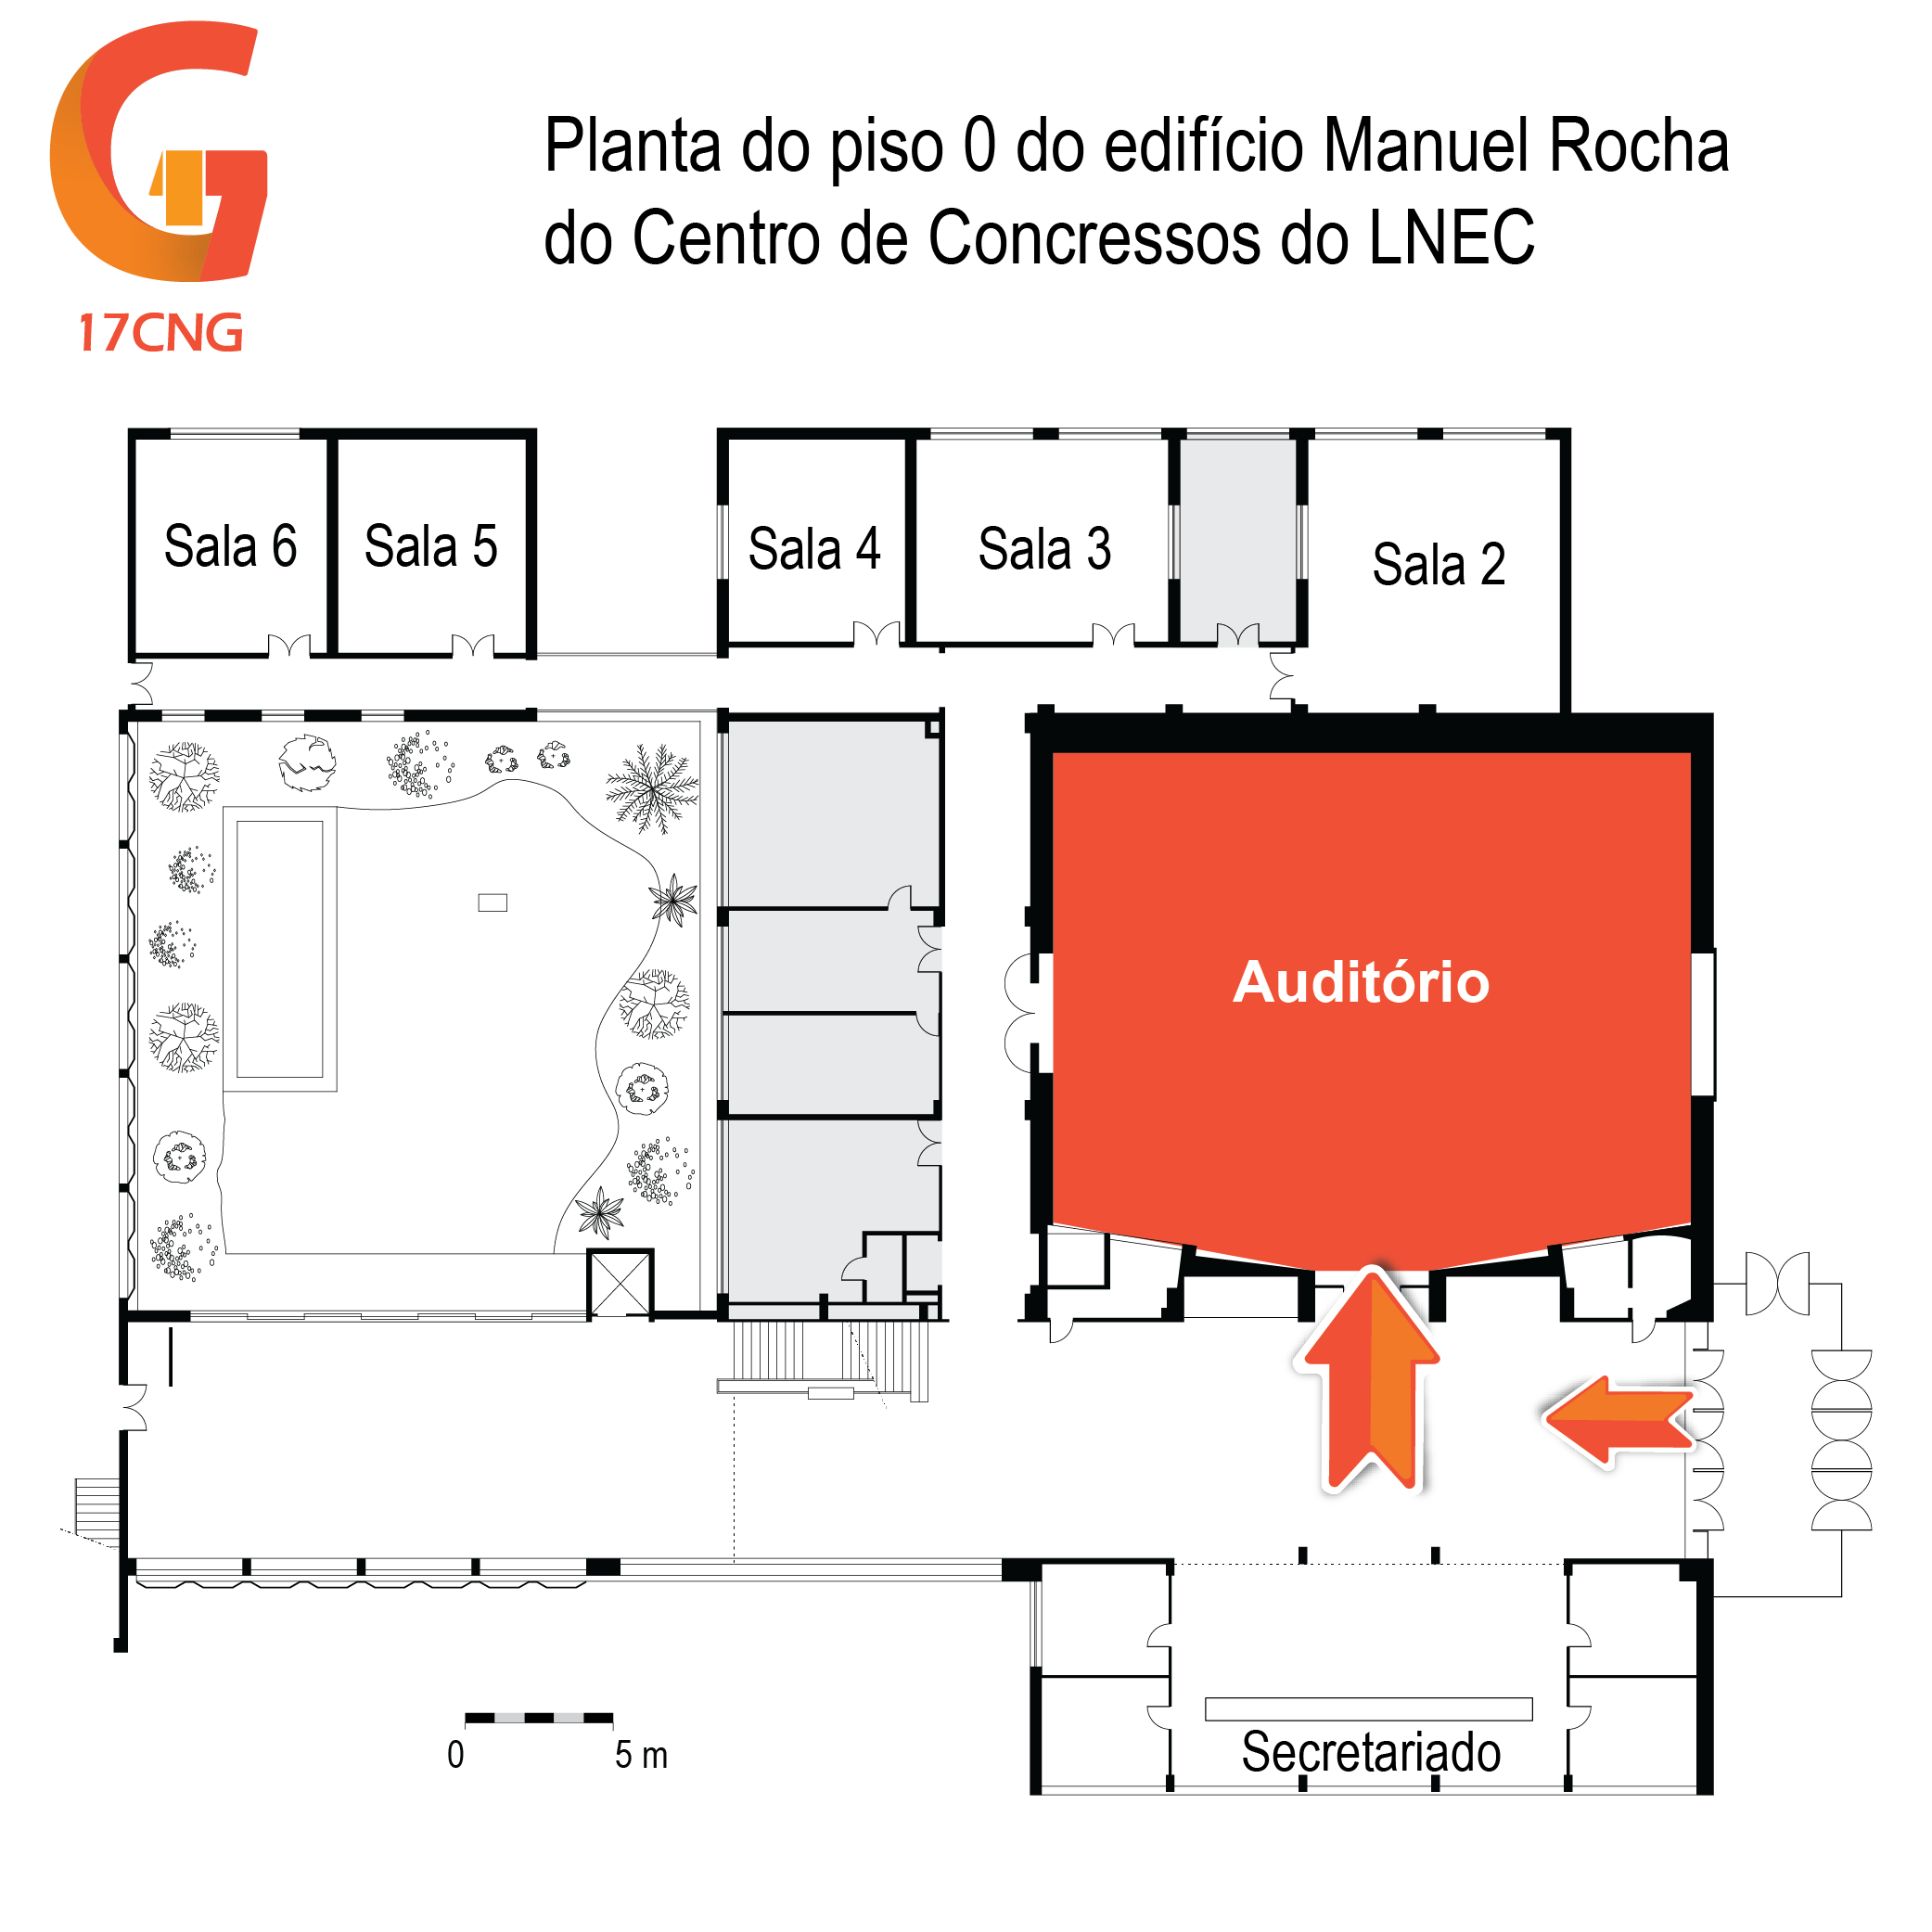 17CNG
Planta do piso 0 do edifício Manuel Rocha
do Centro de Concressos do LNEC
Sala 6
Sala 5
Sala 4
Sala 3
Sala 2
Auditório
Secretariado
0
5 m